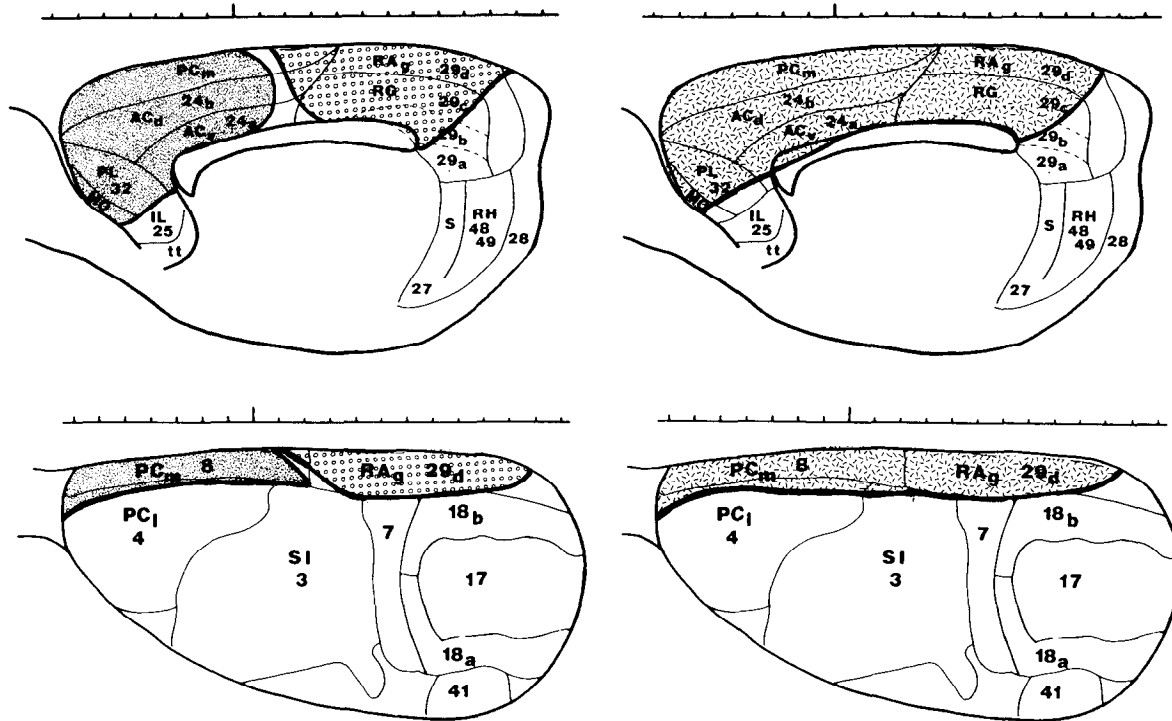 PCm
RAg
29d
24b
RG
29c
ACd
ACv
24a
29b
PL
32
29a
MO
IL
25
tt
S
RH
48
49
28
27
PCm
RAg
29d
24b
RG
29c
ACd
ACv
24a
29b
PL
32
29a
MO
IL
25
tt
S
RH
48
49
28
27
PCm 8
RAg 29d
PCl
4
7
18b
SI
3
17
18a
41
PCm 8
RAg 29d
PCl
4
7
18b
SI
3
17
18a
41